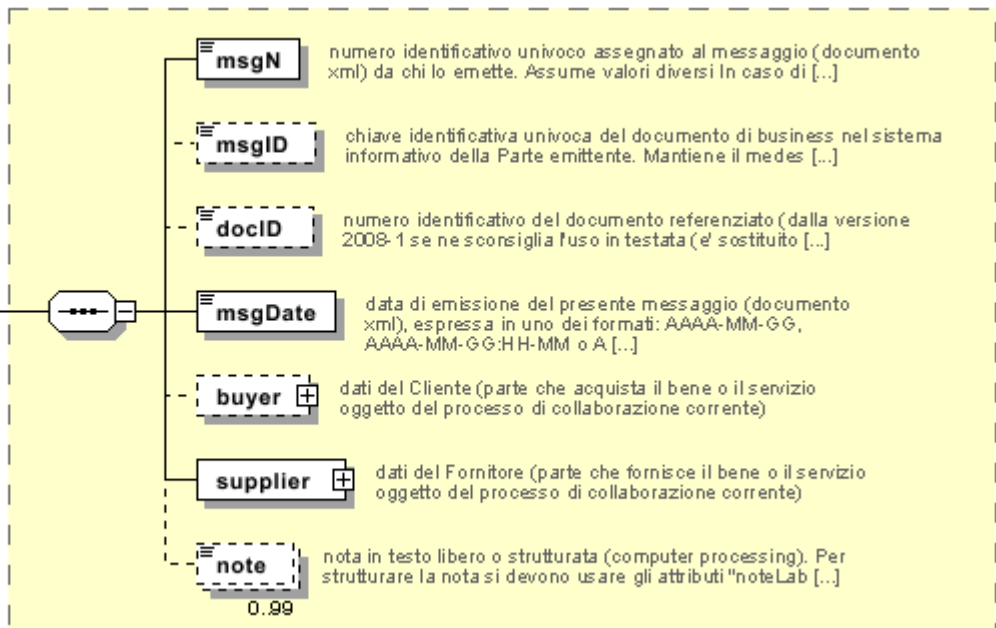 msgN
numero identificativo univoco assegnato al messaggio (documento
xml) da chi lo emette. Assume valori diversi In caso di [...]
msgID
chiave identificativa univoca del documento di business nel sistema
informativo della Parte emittente. Mantiene il medes [...]
docID
numero identificativo del documento referenziato (dalla versione
2008-1 se ne sconsiglia l'uso in testata (e' sostituito [...]
msgDate
data di emissione del presente messaggio (documento
xml), espressa in uno dei formati: AAAA-MM-GG,
AAAA-MM-GG:HH-MM o A [...]
buyer
dati del Cliente (parte che acquista il bene o il servizio
oggetto del processo di collaborazione corrente)
supplier
dati del Fornitore (parte che fornisce il bene o il servizio
oggetto del processo di collaborazione corrente)
note
nota in testo libero o strutturata (computer processing). Per
strutturare la nota si devono usare gli attributi "noteLab [...]
0..99